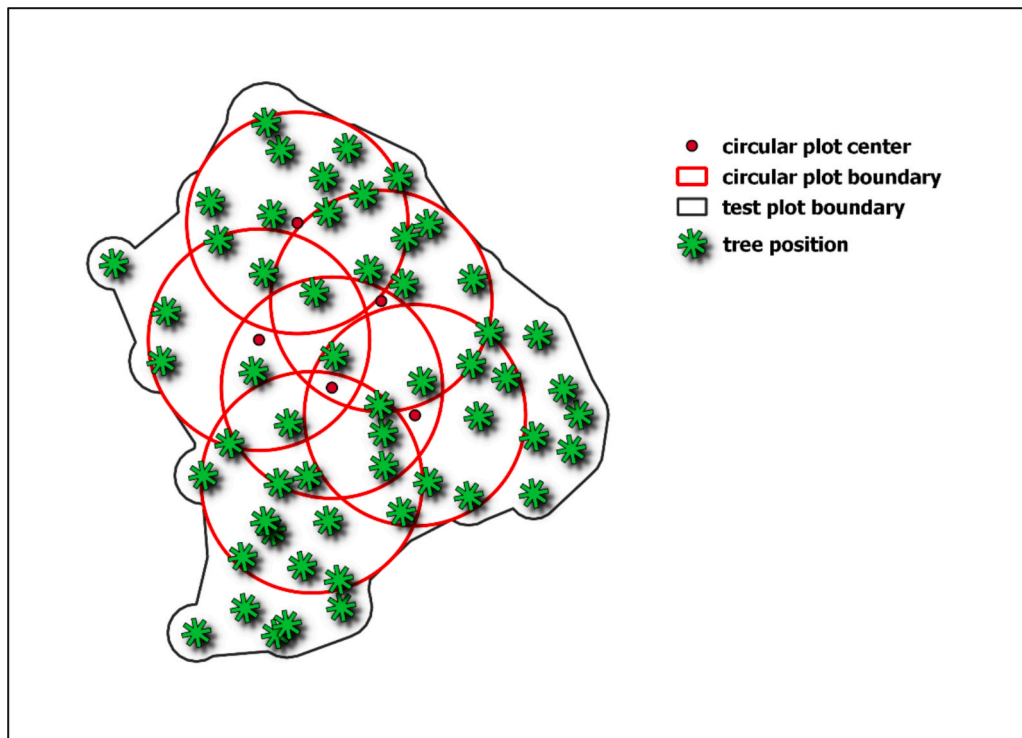 circular plot center
circular plot boundary
test plot boundary
tree position